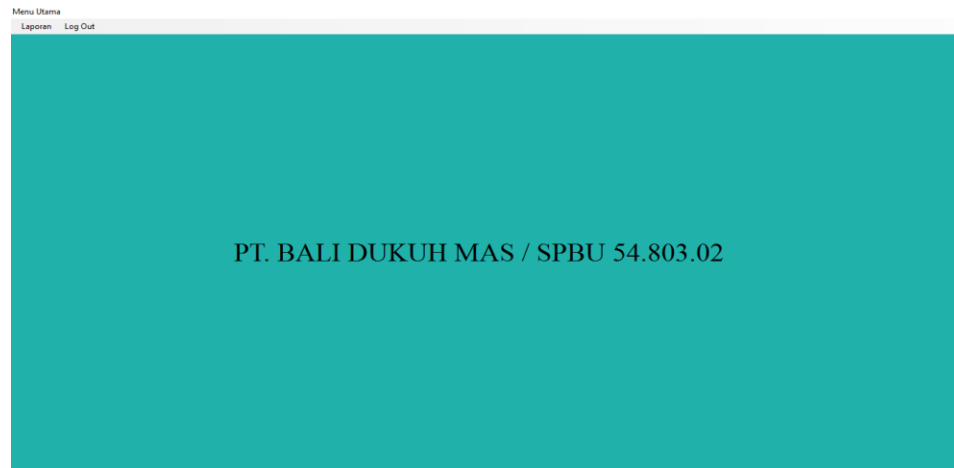 Menu Utama
Laporan Log Out
PT. BALI DUKUH MAS / SPBU 54.803.02